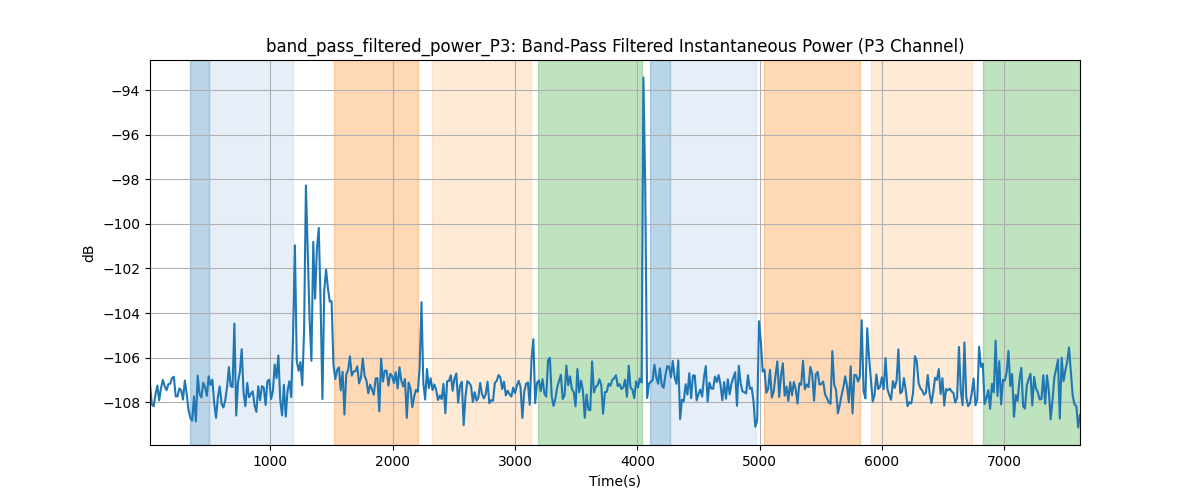 band_pass_filtered_power_P3: Band-Pass Filtered Instantaneous Power (P3 Channel)
dB
−94
−96
−98
−100
−102
−104
−106
−108
1000 2000 3000 4000 5000 6000 7000
Time(s)